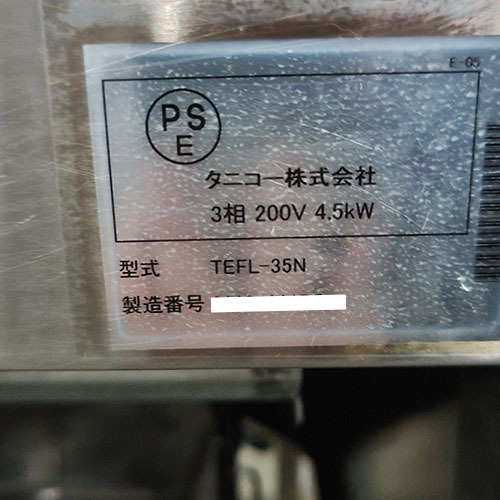 E-05
PS
E
タニコー株式会社
3相 200V 4.5kW
型式 TEFL-35N
製造番号